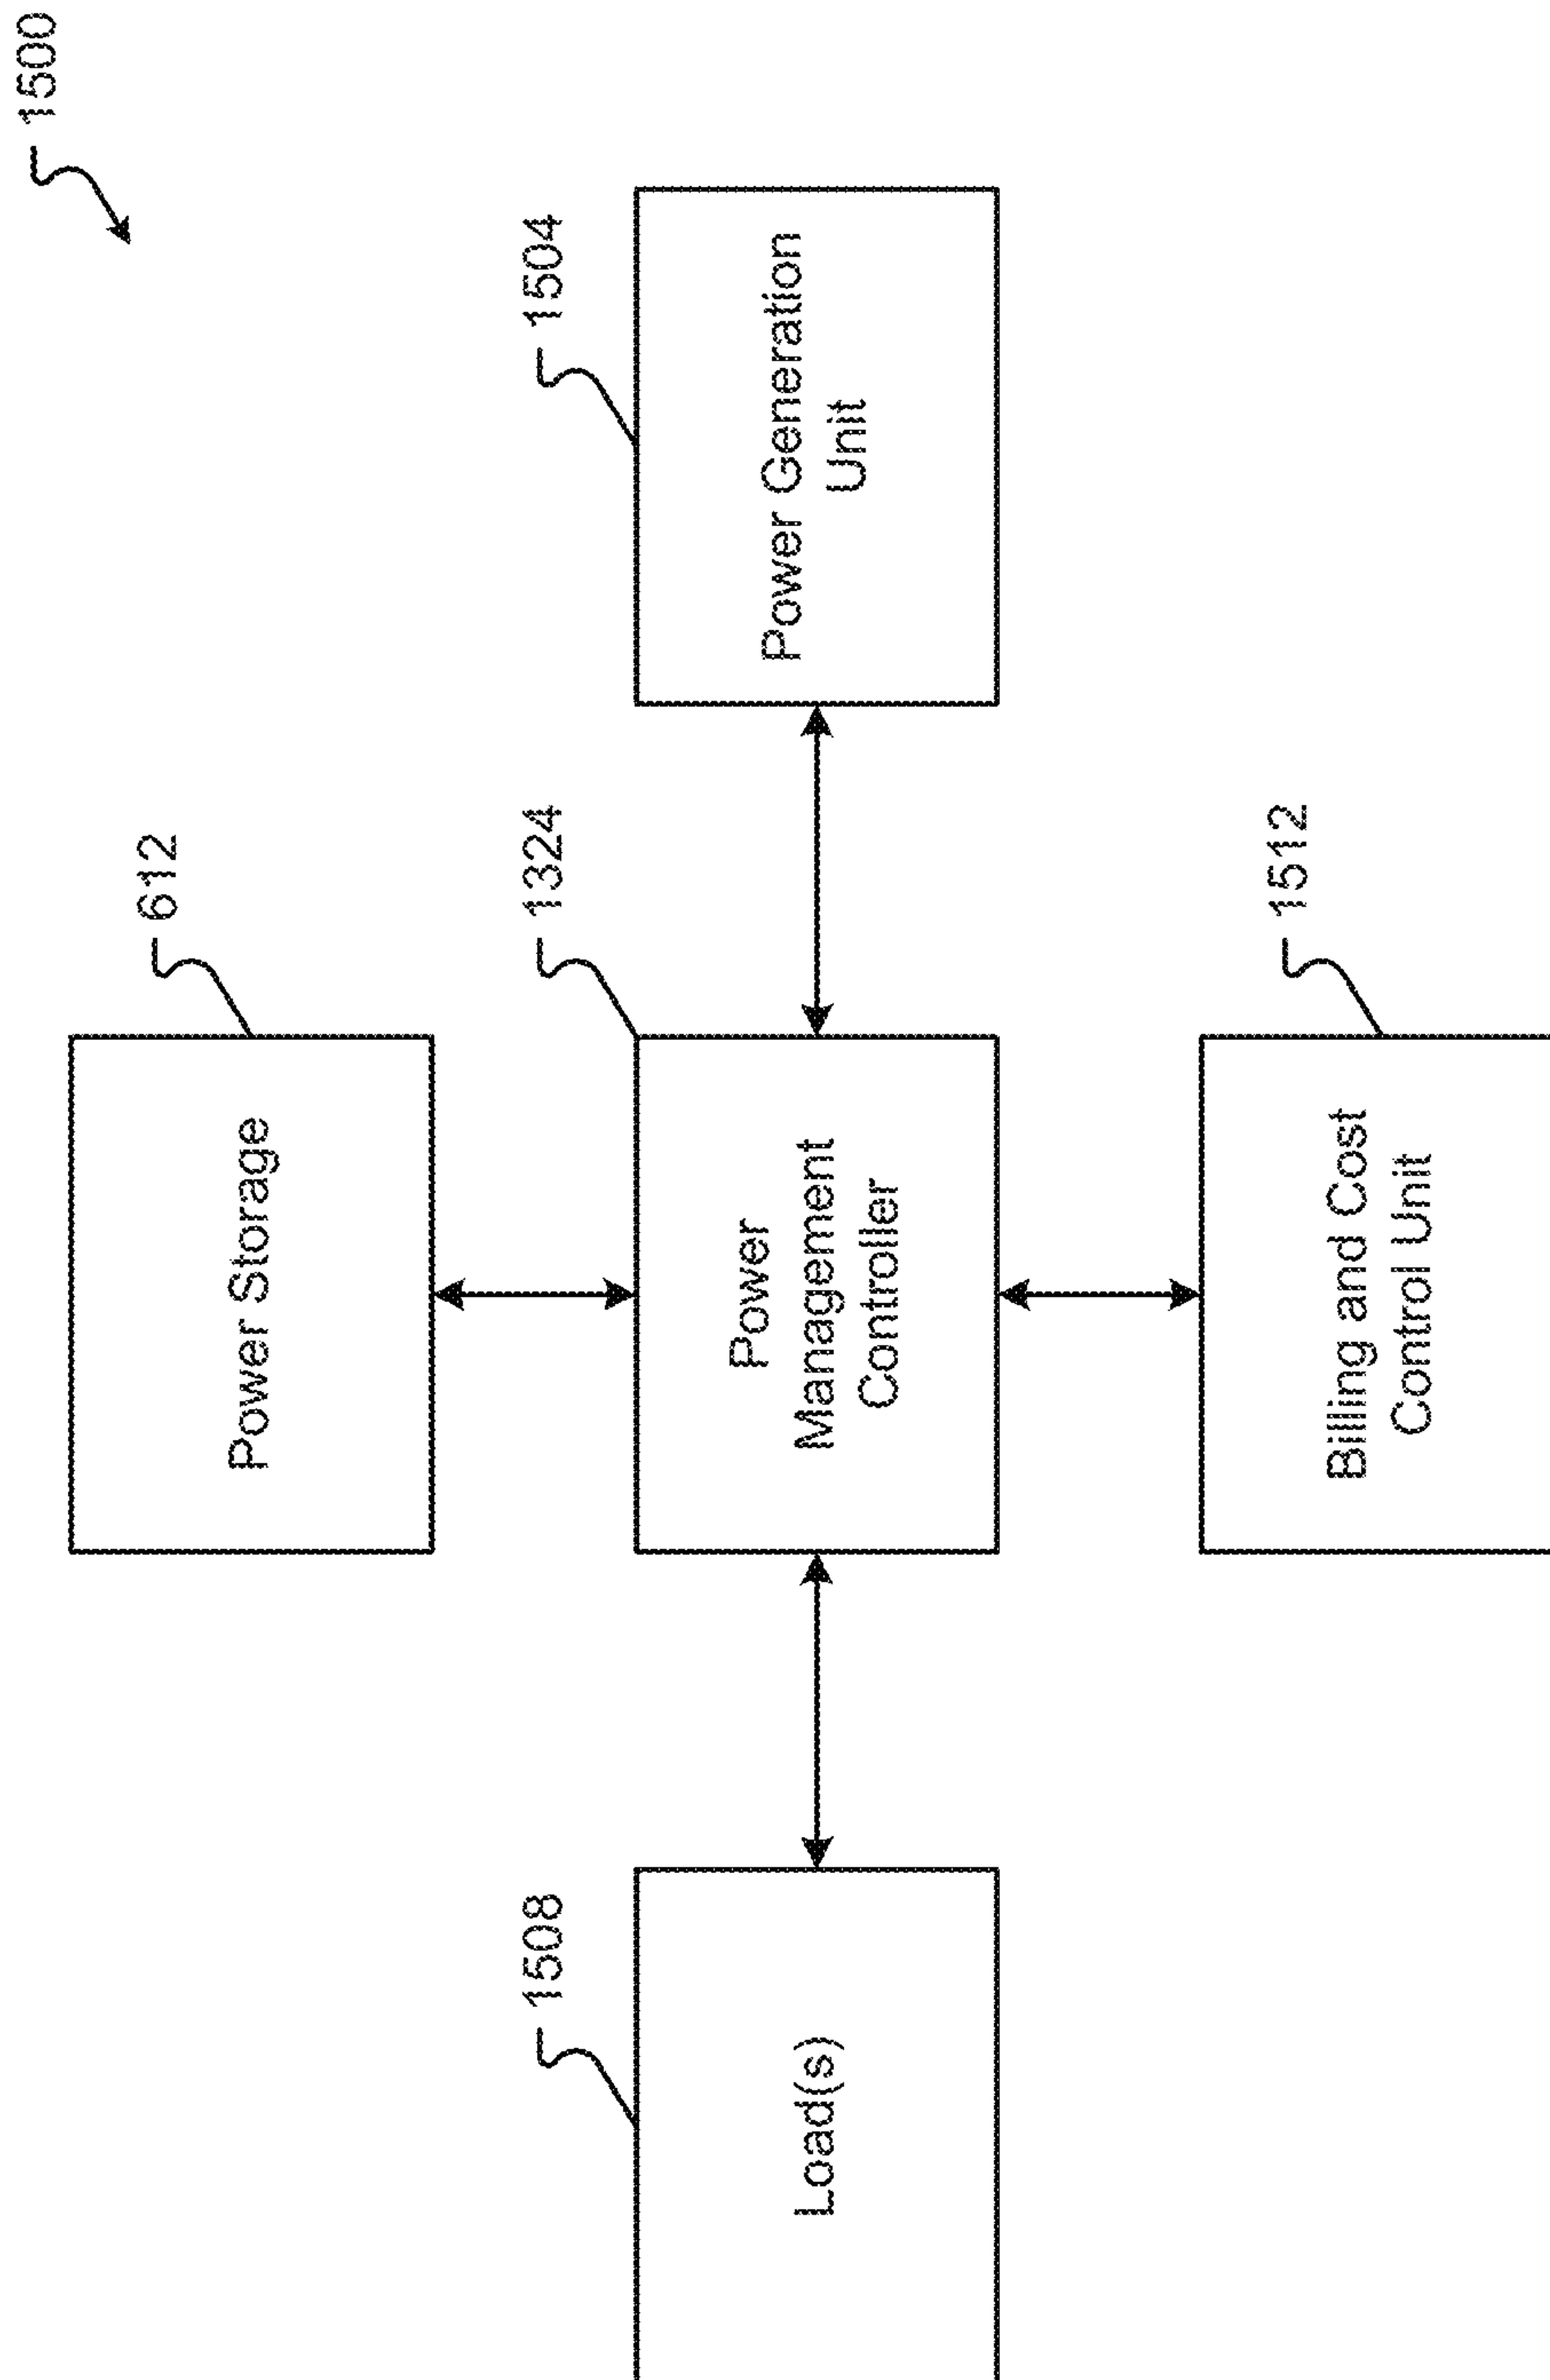 1500
612
Power Storage
1508
1324
1504
Load(s)
Power
Management
Controller
Power Generation
Unit
1512
Billing and Cost
Control Unit